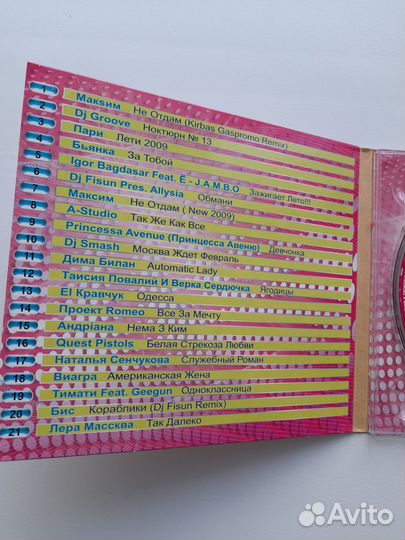 1 Максим Не Отдам (Kirbas Gaspromo Remix)
2 Dj Groove Ноктюрн № 13
3 Пари Лети 2009
4 Бьянка За Тобой
5 Igor Bagdasar Feat. Ё - J.A.M.B.O. Зажигает Лето!!!
6 Dj Fisun Pres. Allysia Обмани
7 Максим Не Отдам ( New 2009)
8 A-Studio Так Же Как Все
9 Princessa Avenue (Принцесса Авеню) Девчонка
10 Dj Smash Москва Ждет Февраль
11 Дима Билан Automatic Lady
12 Таисия Повалий И Верка Сердючка Ягодицы
13 El Кравчук Одесса
14 Проект Romeo Все За Мечту
15 Андріана Нема З Ким
16 Quest Pistols Белая Стрекоза Любви
17 Наталья Сенчукова Служебный Роман
18 Виагра Американская Жена
19 Тимати Feat. Geegun Одноклассница
20 Бис Кораблики (Dj Fisun Remix)
21 Лера Массква Так Далеко
Avito